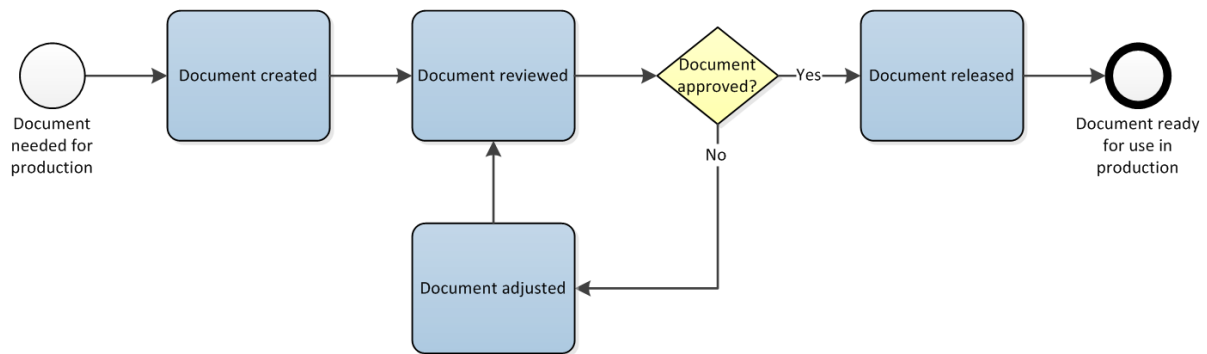 Document
needed for
production
Document created
Document reviewed
Document
approved?
Yes
No
Document adjusted
Document released
Document ready
for use in
production